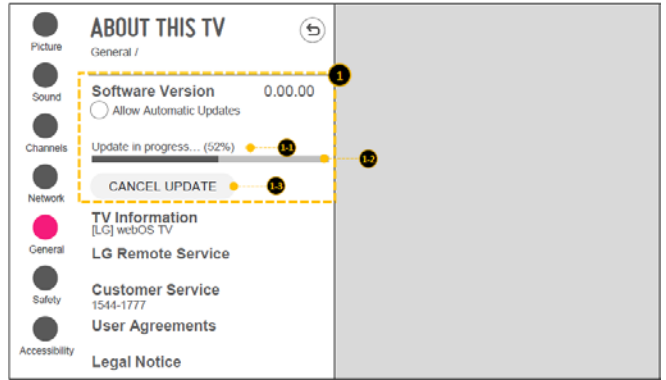 Picture
Sound
Channels
Network
General
Safety
Accessibility
ABOUT THIS TV
General /
1
Software Version 0.00.00
Allow Automatic Updates
Update in progress... (52%) 1-1
1-2
CANCEL UPDATE 1-3
TV Information
[LG] webOS TV
LG Remote Service
Customer Service
1544-1777
User Agreements
Legal Notice